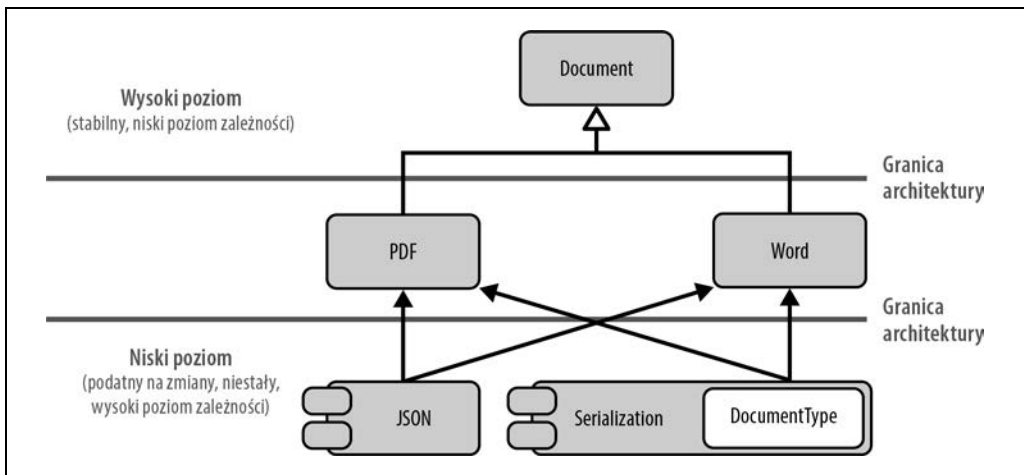 Document
Wysoki poziom
(stabilny, niski poziom zależności)
Granica
architektury
PDF
Word
Granica
architektury
Niski poziom
(podatny na zmiany, niestały,
wysoki poziom zależności)
JSON
Serialization
DocumentType